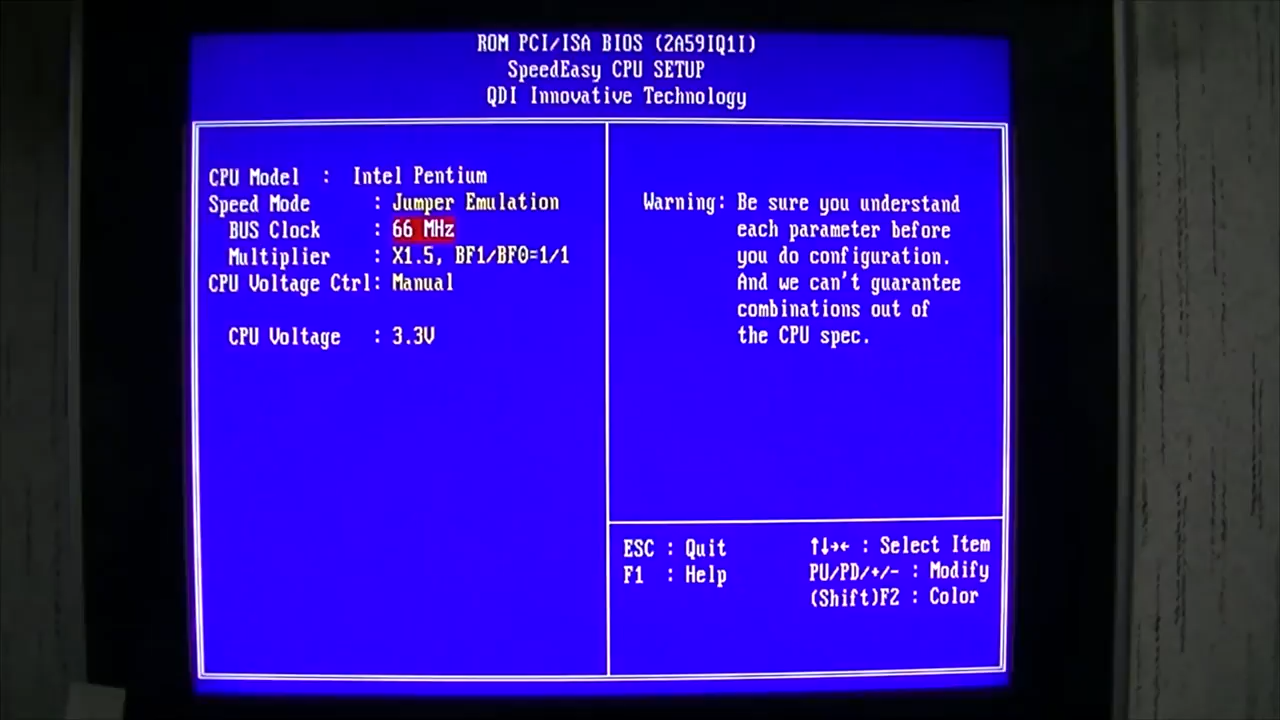 ROM PCI/ISA BIOS (2A59IQ1I)
SpeedEasy CPU SETUP
QDI Innovative Technology
CPU Model : Intel Pentium
Speed Mode : Jumper Emulation
BUS Clock : 66 MHz
Multiplier : X1.5, BF1/BF0=1/1
CPU Voltage Ctrl: Manual
CPU Voltage : 3.3V
Warning: Be sure you understand
each parameter before
you do configuration.
And we can't guarantee
combinations out of
the CPU spec.
ESC : Quit
F1 : Help
↑↓→← : Select Item
PU/PD/+/- : Modify
(Shift)F2 : Color